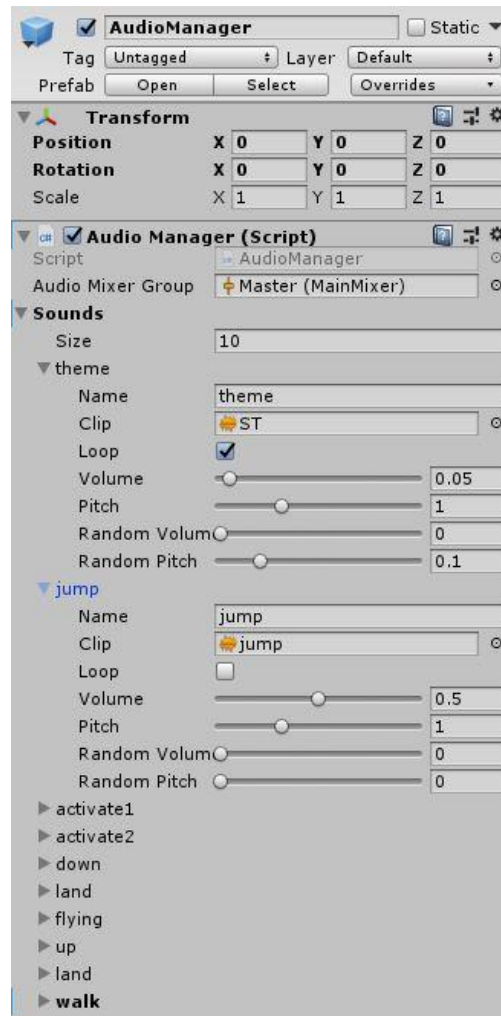 AudioManager Static
Tag Untagged Layer Default
Prefab Open Select Overrides
Transform
Position X 0 Y 0 Z 0
Rotation X 0 Y 0 Z 0
Scale X 1 Y 1 Z 1
C# Audio Manager (Script)
Script AudioManager
Audio Mixer Group Master (MainMixer)
Sounds
Size 10
theme
Name theme
Clip ST
Loop
Volume 0.05
Pitch 1
Random Volum 0
Random Pitch 0.1
jump
Name jump
Clip jump
Loop
Volume 0.5
Pitch 1
Random Volum 0
Random Pitch 0
activate1
activate2
down
land
flying
up
land
walk